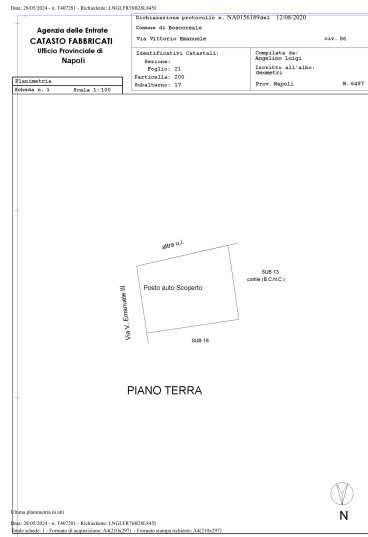 Data: 28/05/2024 - n. T407281 - Richiedente: LNGLFR76B28L845I
Agenzia delle Entrate
CATASTO FABBRICATI
Ufficio Provinciale di
Napoli
Dichiarazione protocollo n. NA0156189 del 12/08/2020
Comune di Boscoreale
Via Vittorio Emanuele civ. 86
Identificativi Catastali:
Sezione:
Foglio: 21
Particella: 200
Subalterno: 17
Compilata da:
Angelino Luigi
Iscritto all'albo:
Geometri
Prov. Napoli N. 6497
Planimetria
Scheda n. 1 Scala 1:100
altra u.i.
SUB 13
cortile (B.C.N.C.)
Posto auto Scoperto
Via V. Emanuele III
SUB 16
PIANO TERRA
N
Ultima planimetria in atti
Data: 28/05/2024 - n. T407281 - Richiedente: LNGLFR76B28L845I
Totale schede: 1 - Formato di acquisizione: A4(210x297) - Formato stampa richiesto: A4(210x297)